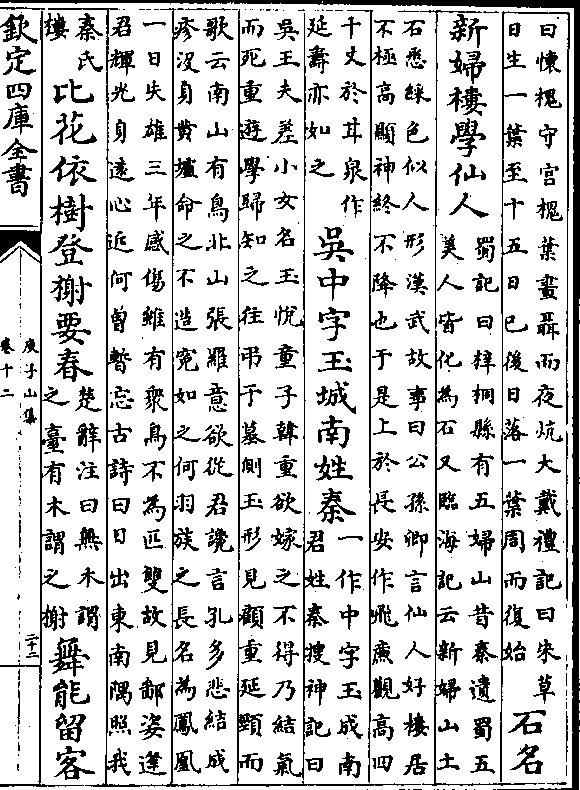 曰懷槐守宮槐葉晝聶而夜炕大戴禮記曰朱草
日生一葉至十五日已後日落一葉周而復始
石名
新婦樓學仙人
蜀記曰梓桐縣有五婦山昔秦遺蜀五
美人皆化為石又臨海記云新婦山土
石悉綵色似人形漢武故事曰公孫卿言仙人好樓居
不極高顯神終不降也于是上於長安作飛㢘觀高四
十丈於甘泉作
延壽亦如之
吳中字玉城南姓秦
一作中字玉成南
君姓秦搜神記曰
吳王夫差小女名玉悅童子韓重欲嫁之不得乃結氣
而死重遊學歸知之往弔于墓側玉形見顧重延頸而
歌云南山有鳥北山張羅意欲從君讒言孔多悲結成
疹没身黄壚命之不造寃如之何羽族之長名為鳳凰
一日失雄三年感傷雖有衆鳥不為匹雙故見鄙姿逢
君輝光身遠心近何曾暫忘古詩曰日出東南隅照我
秦氏
樓
比花依樹登榭要春
楚辭注曰無木謂
之臺有木謂之榭
舞能留客
欽定四庫全書
庾子山集
卷十二
二十二